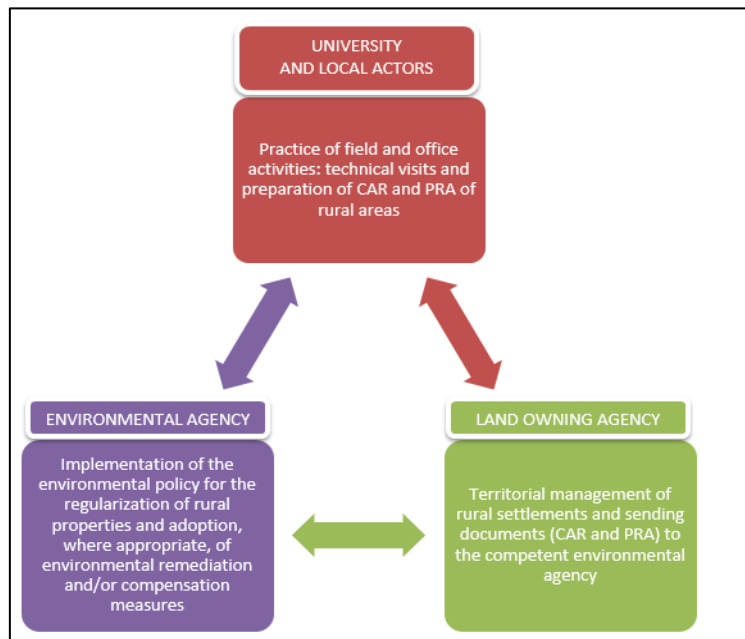 UNIVERSITY
AND LOCAL ACTORS
Practice of field and office
activities: technical visits and
preparation of CAR and PRA of
rural areas
ENVIRONMENTAL AGENCY
Implementation of the
environmental policy for the
regularization of rural
properties and adoption,
where appropriate, of
environmental remediation
and/or compensation
measures
LAND OWNING AGENCY
Territorial management of
rural settlements and sending
documents (CAR and PRA) to
the competent environmental
agency